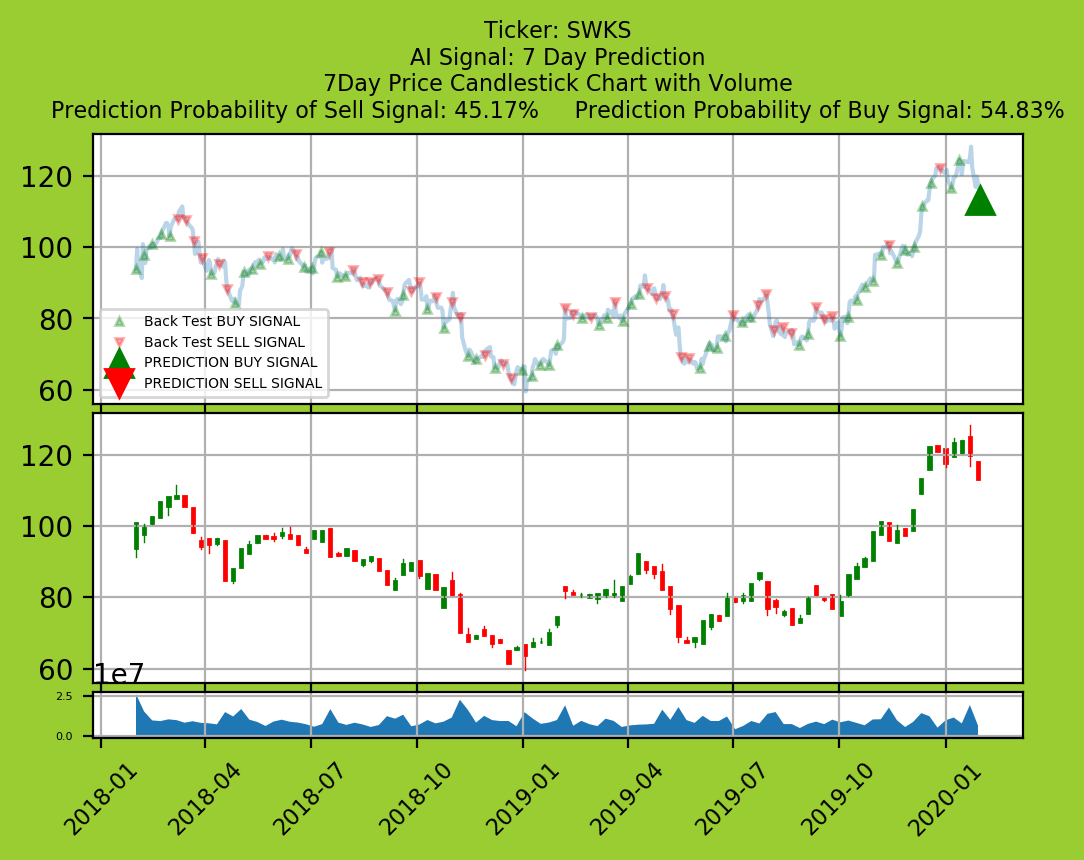 Ticker: SWKS
AI Signal: 7 Day Prediction
7Day Price Candlestick Chart with Volume
Prediction Probability of Sell Signal: 45.17%     Prediction Probability of Buy Signal: 54.83%
120
100
80
60
Back Test BUY SIGNAL
Back Test SELL SIGNAL
PREDICTION BUY SIGNAL
PREDICTION SELL SIGNAL
120
100
80
60
1e7
2.5
0.0
2018-01
2018-04
2018-07
2018-10
2019-01
2019-04
2019-07
2019-10
2020-01